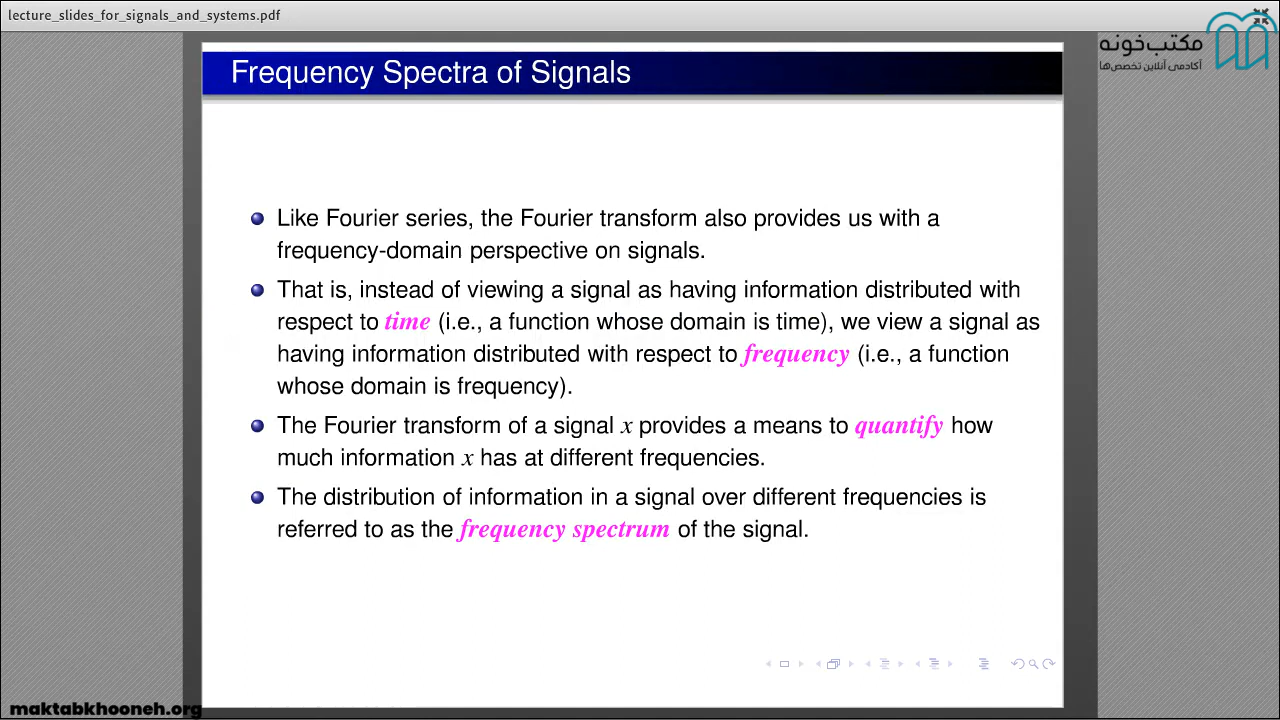 lecture_slides_for_signals_and_systems.pdf
مکتب‌خونه
آکادمی آنلاین تخصص‌ها
Frequency Spectra of Signals
Like Fourier series, the Fourier transform also provides us with a
frequency-domain perspective on signals.
That is, instead of viewing a signal as having information distributed with
respect to time (i.e., a function whose domain is time), we view a signal as
having information distributed with respect to frequency (i.e., a function
whose domain is frequency).
The Fourier transform of a signal x provides a means to quantify how
much information x has at different frequencies.
The distribution of information in a signal over different frequencies is
referred to as the frequency spectrum of the signal.
maktabkhooneh.org